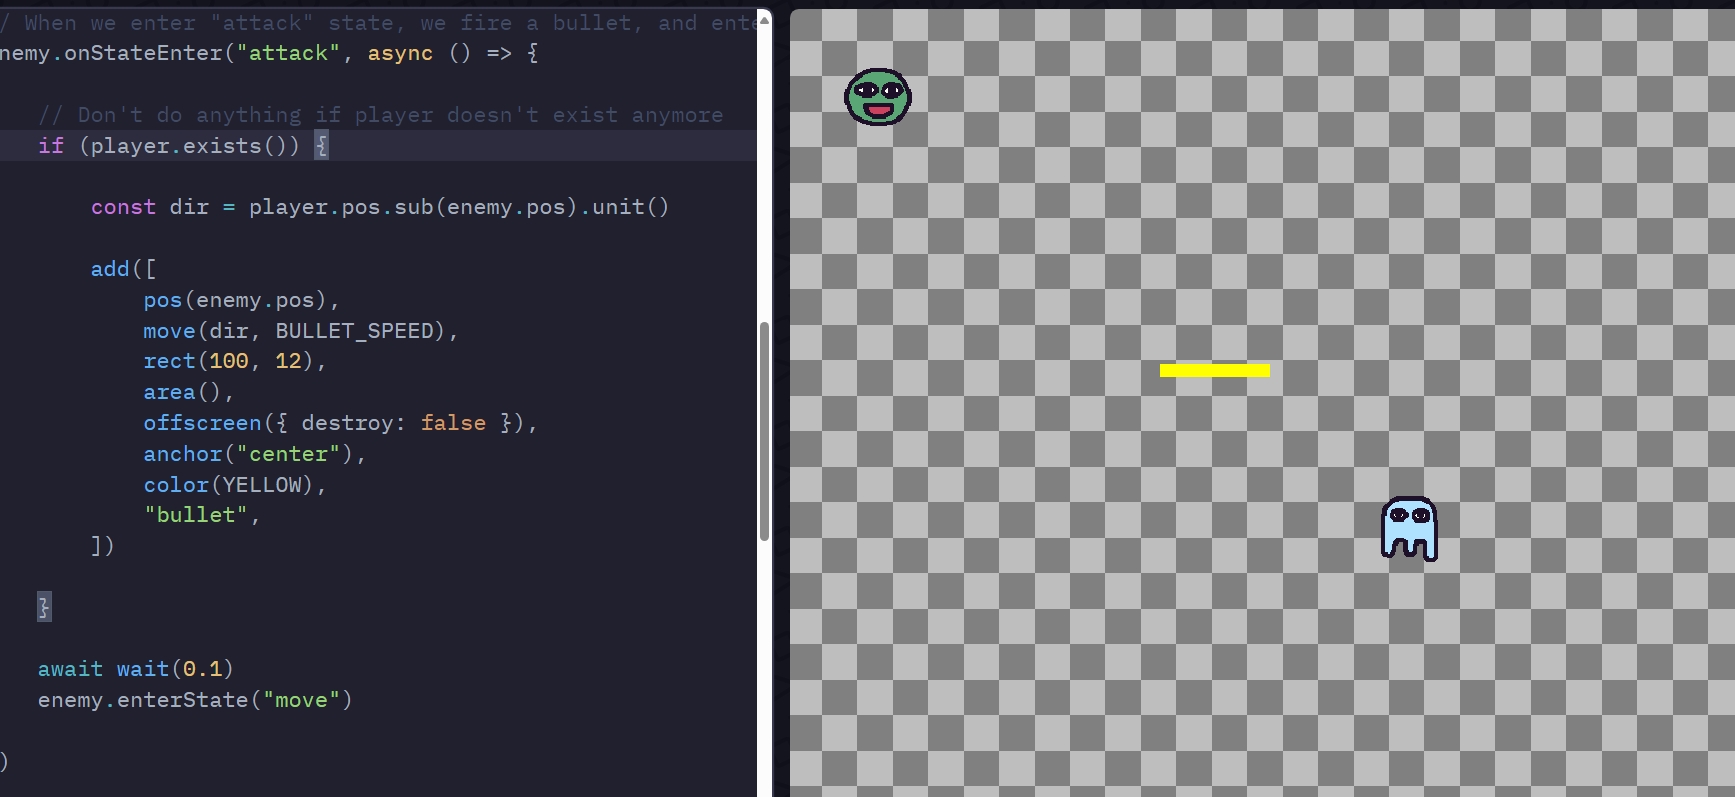 / When we enter "attack" state, we fire a bullet, and ente
nemy.onStateEnter("attack", async () => {
// Don't do anything if player doesn't exist anymore
if (player.exists()) {
const dir = player.pos.sub(enemy.pos).unit()
add([
pos(enemy.pos),
move(dir, BULLET_SPEED),
rect(100, 12),
area(),
offscreen({ destroy: false }),
anchor("center"),
color(YELLOW),
"bullet",
])
}
await wait(0.1)
enemy.enterState("move")
)